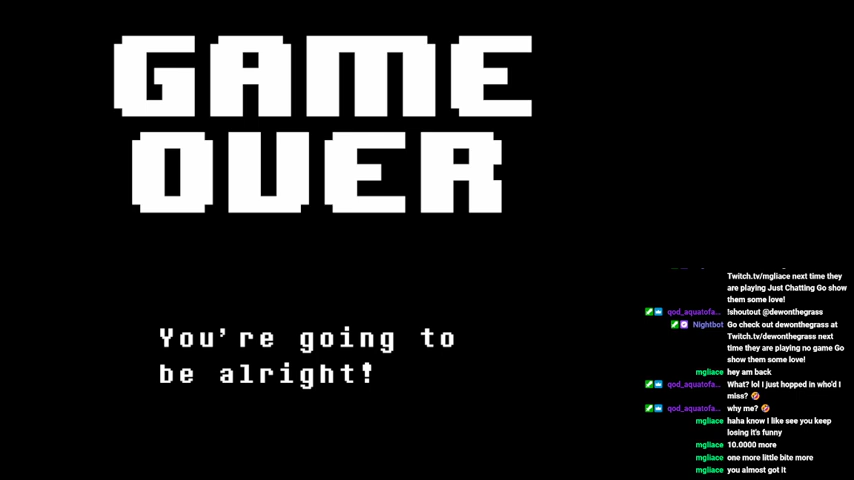 GAME
OVER
You're going to
be alright!
Twitch.tv/mgliace next time they
are playing Just Chatting Go show
them some love!
qod_aquatofa... !shoutout @dewonthegrass
Nightbot Go check out dewonthegrass at
Twitch.tv/dewonthegrass next
time they are playing no game Go
show them some love!
mgliace hey am back
qod_aquatofa... What? lol I just hopped in who'd I
miss? 🤣
qod_aquatofa... why me? 🤣
mgliace haha know I like see you keep
losing it's funny
mgliace 10.0000 more
mgliace one more little bite more
mgliace you almost got it